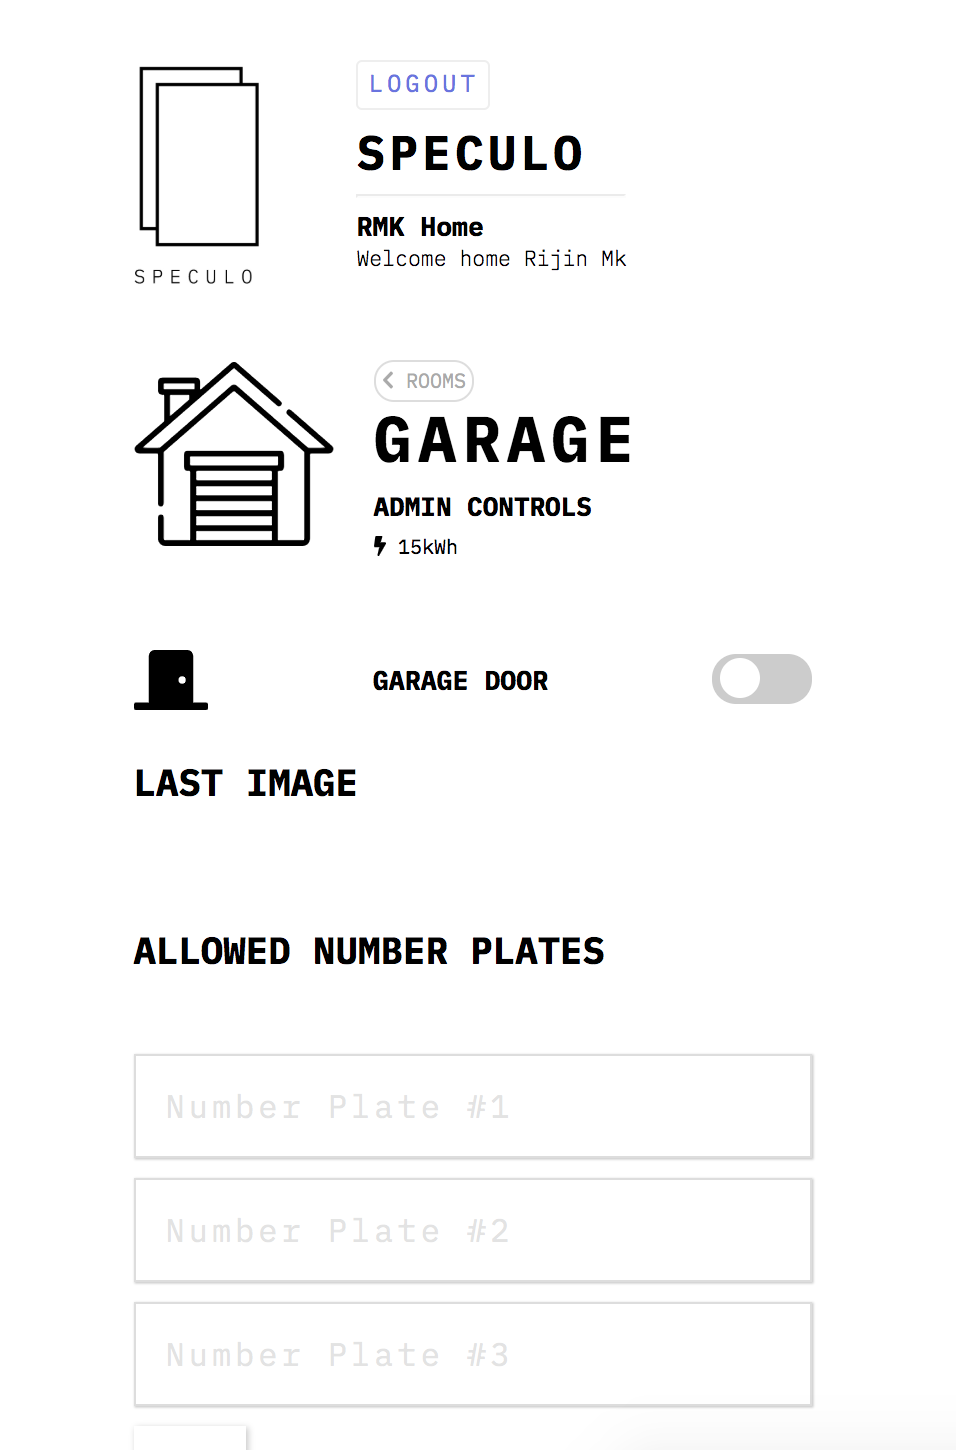 LOGOUT
SPECULO
RMK Home
Welcome home Rijin Mk
SPECULO
ROOMS
GARAGE
ADMIN CONTROLS
15kWh
GARAGE DOOR
LAST IMAGE
ALLOWED NUMBER PLATES
Number Plate #1
Number Plate #2
Number Plate #3